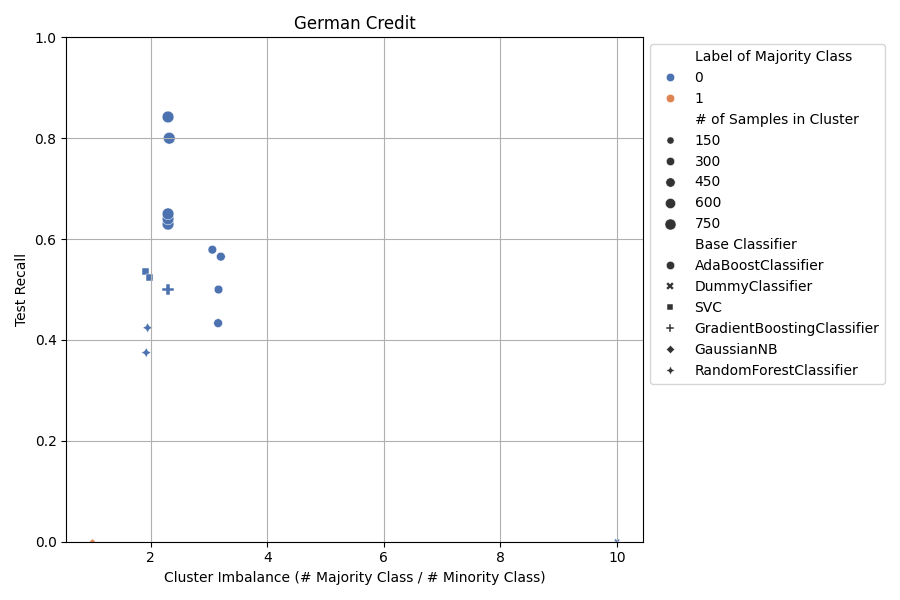 German Credit
Test Recall
1.0
0.8
0.6
0.4
0.2
0.0
2 4 6 8 10
Cluster Imbalance (# Majority Class / # Minority Class)
Label of Majority Class
0
1
# of Samples in Cluster
150
300
450
600
750
Base Classifier
AdaBoostClassifier
DummyClassifier
SVC
GradientBoostingClassifier
GaussianNB
RandomForestClassifier